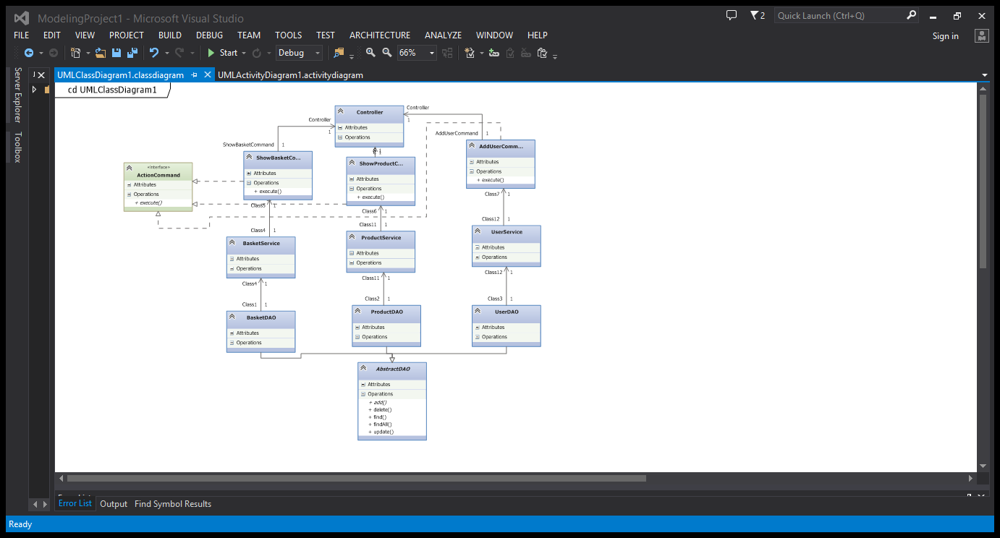 ModelingProject1 - Microsoft Visual Studio
2
Quick Launch (Ctrl+Q)
FILE EDIT VIEW PROJECT BUILD DEBUG TEAM TOOLS TEST ARCHITECTURE ANALYZE WINDOW HELP
Sign in
Start Debug 66%
Server Explorer
Toolbox
UMLClassDiagram1.classdiagram UMLActivityDiagram1.activitydiagram
cd UMLClassDiagram1
Controller
Attributes
Operations
Controller
1
Controller
1
ShowBasketCommand 1
AddUserCommand 1
1
«Interface»
ActionCommand
Attributes
Operations
+ execute()
ShowBasketCo...
Attributes
Operations
+ execute()
ShowProductC...
Attributes
Operations
+ execute()
AddUserComm...
Attributes
Operations
+ execute()
Class5 1
Class4 1
Class6 1
Class11 1
Class7 1
Class12 1
BasketService
Attributes
Operations
ProductService
Attributes
Operations
UserService
Attributes
Operations
Class4 1
Class1 1
Class11 1
Class2 1
Class12 1
Class3 1
BasketDAO
Attributes
Operations
ProductDAO
Attributes
Operations
UserDAO
Attributes
Operations
AbstractDAO
Attributes
Operations
+ add()
+ delete()
+ find()
+ findAll()
+ update()
Error List Output Find Symbol Results
Ready